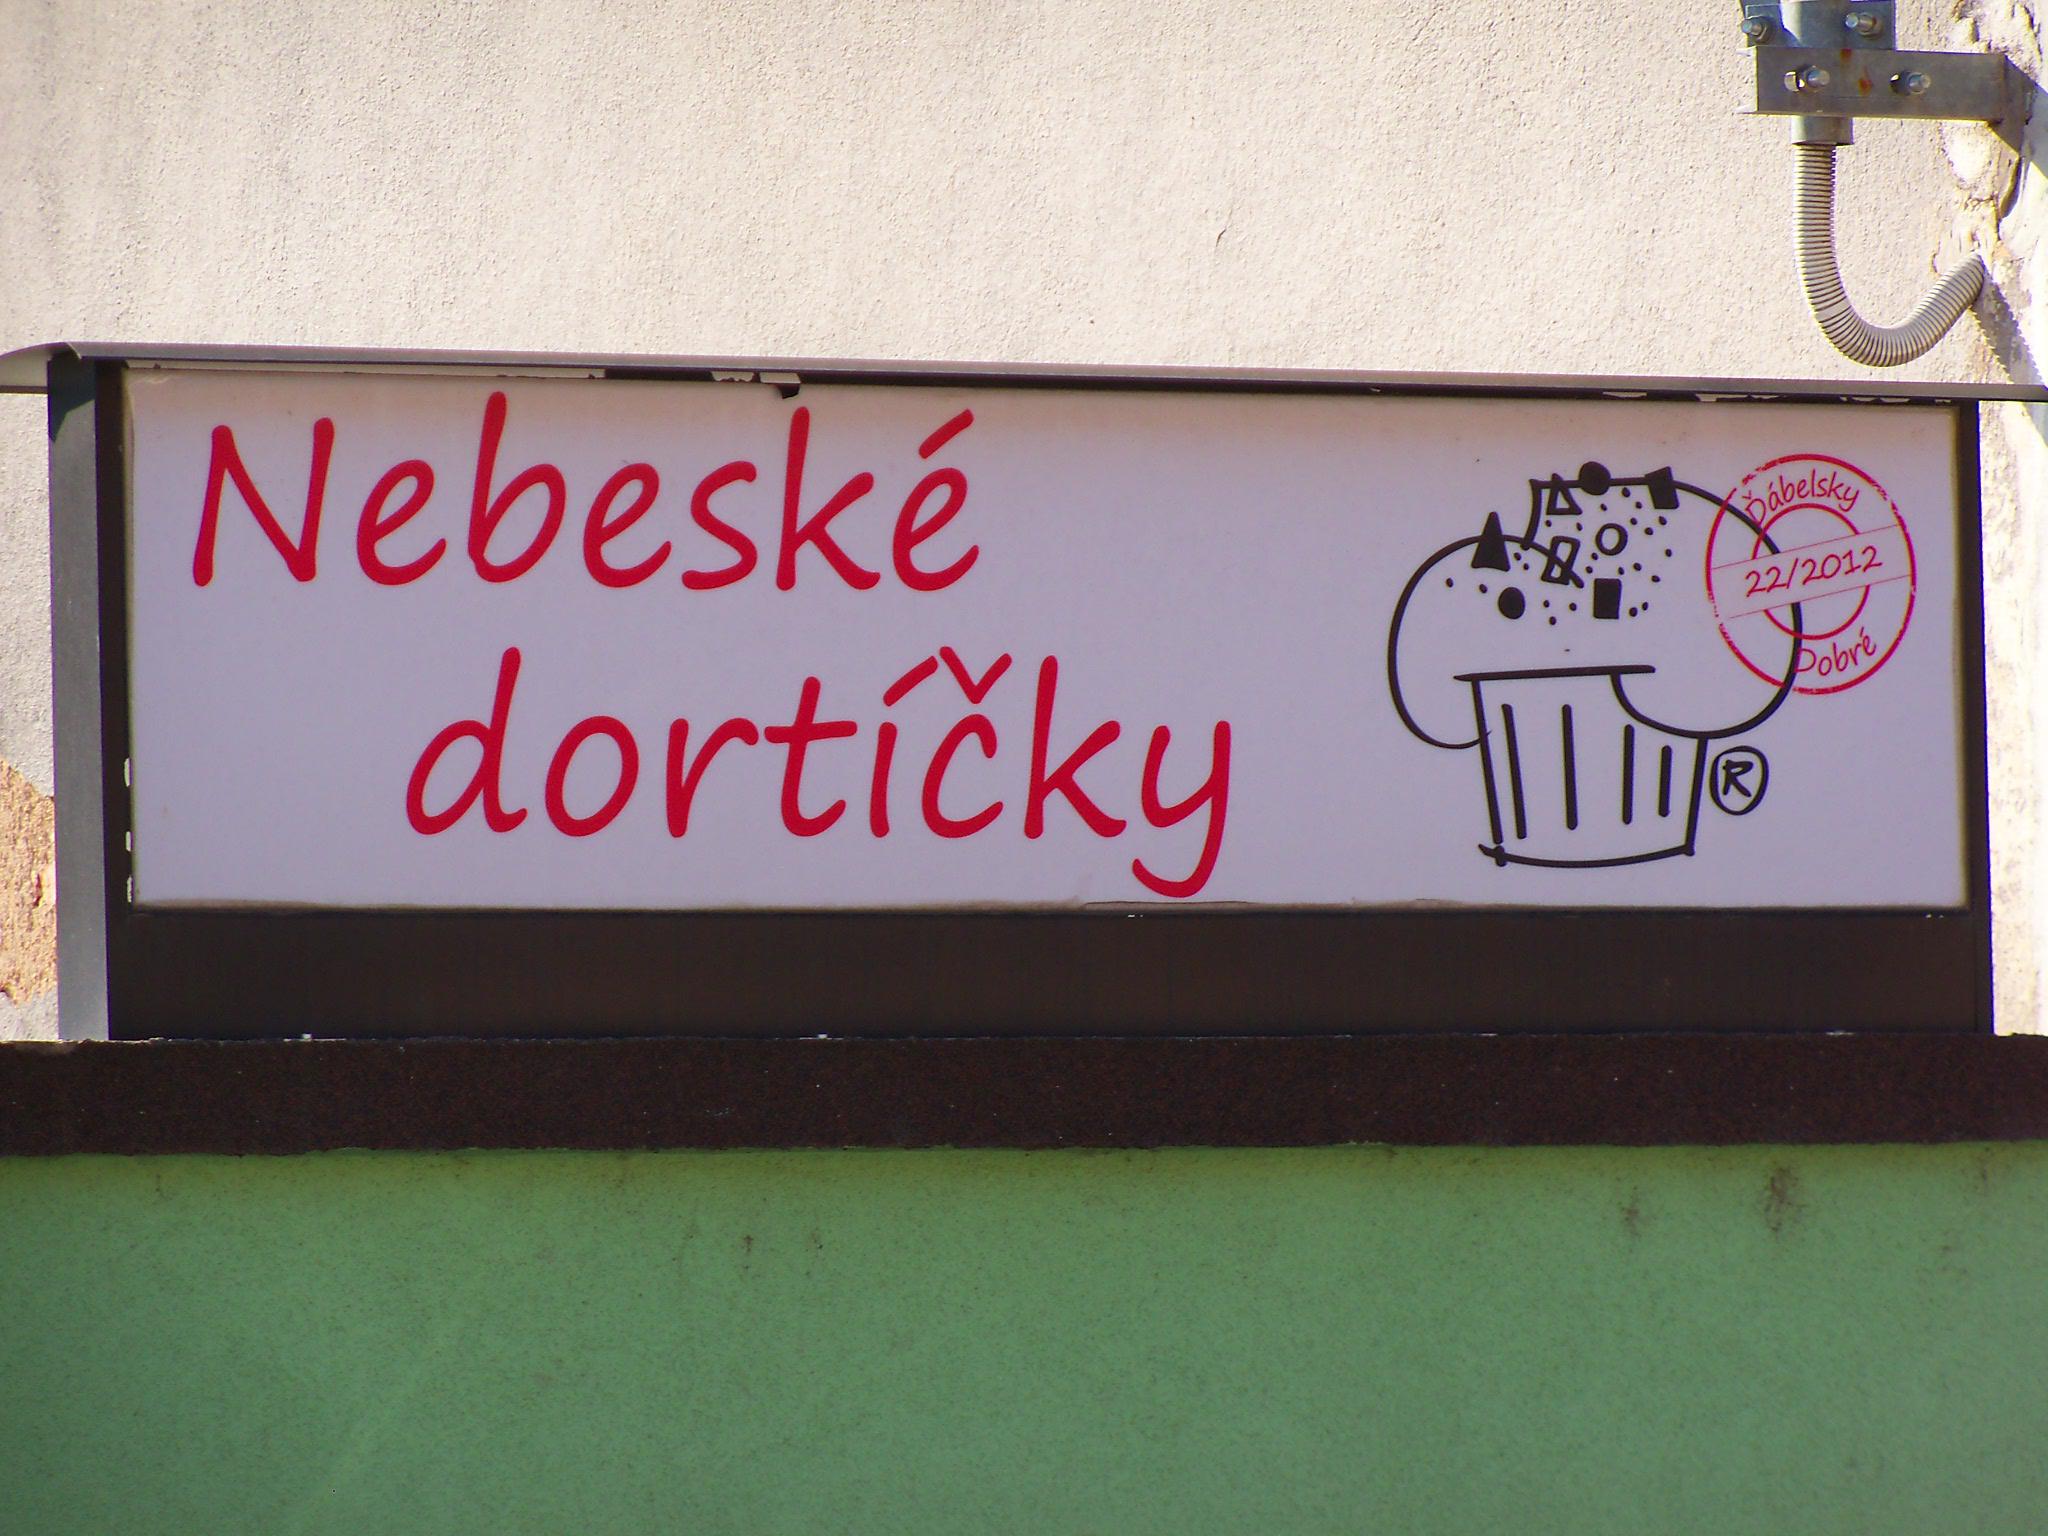 Nebeské
dortíčky
Ďábelsky
22/2012
Dobré
®